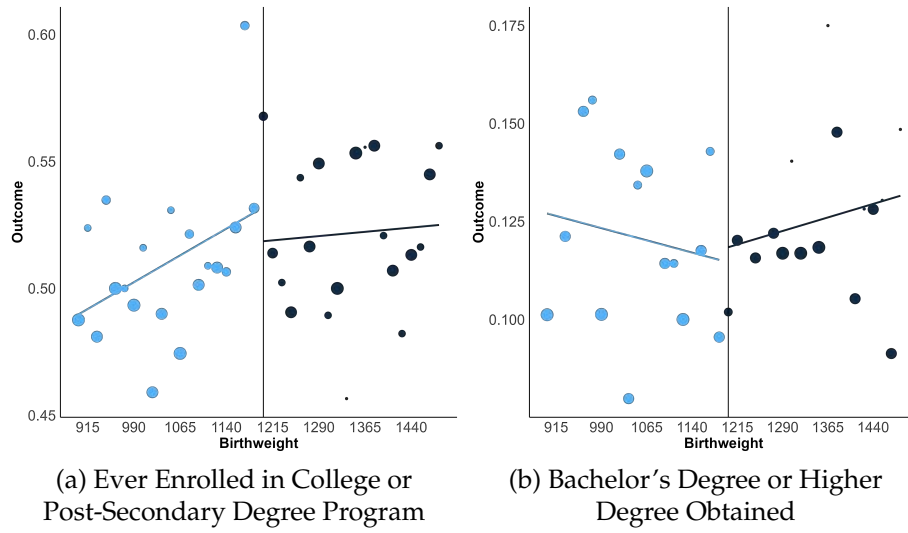 0.60
0.55
0.50
0.45
Outcome
915 990 1065 1140 1215 1290 1365 1440
Birthweight
(a) Ever Enrolled in College or
Post-Secondary Degree Program
0.175
0.150
0.125
0.100
Outcome
915 990 1065 1140 1215 1290 1365 1440
Birthweight
(b) Bachelor's Degree or Higher
Degree Obtained